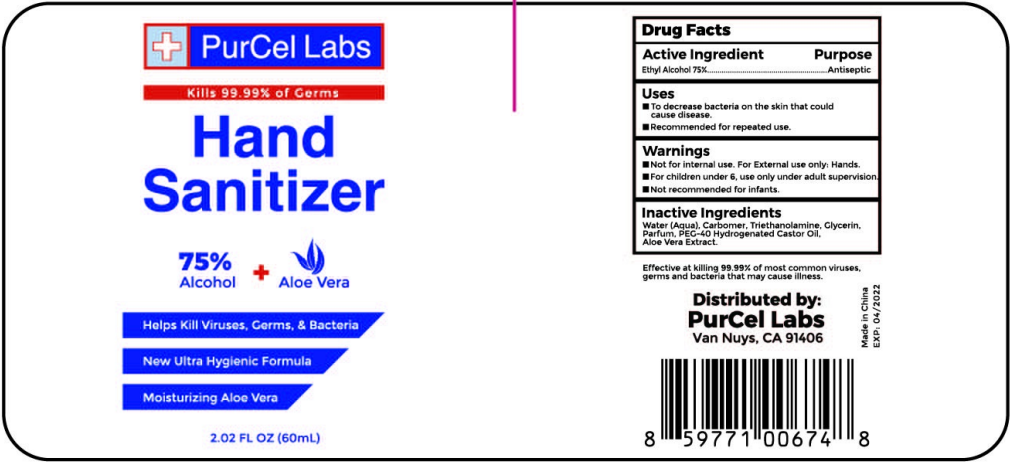 PurCel Labs
Kills 99.99% of Germs
Hand
Sanitizer
75%
Alcohol
+
Aloe Vera
Helps Kill Viruses, Germs, & Bacteria
New Ultra Hygienic Formula
Moisturizing Aloe Vera
2.02 FL OZ (60mL)
Drug Facts
Active Ingredient Purpose
Ethyl Alcohol 75%.......................................................Antiseptic
Uses
■ To decrease bacteria on the skin that could
cause disease.
■ Recommended for repeated use.
Warnings
■ Not for internal use. For External use only: Hands.
■ For children under 6, use only under adult supervision.
■ Not recommended for infants.
Inactive Ingredients
Water (Aqua), Carbomer, Triethanolamine, Glycerin,
Parfum, PEG-40 Hydrogenated Castor Oil,
Aloe Vera Extract.
Effective at killing 99.99% of most common viruses,
germs and bacteria that may cause illness.
Distributed by:
PurCel Labs
Van Nuys, CA 91406
Made in China
EXP: 04/2022
8 59771 00674 8